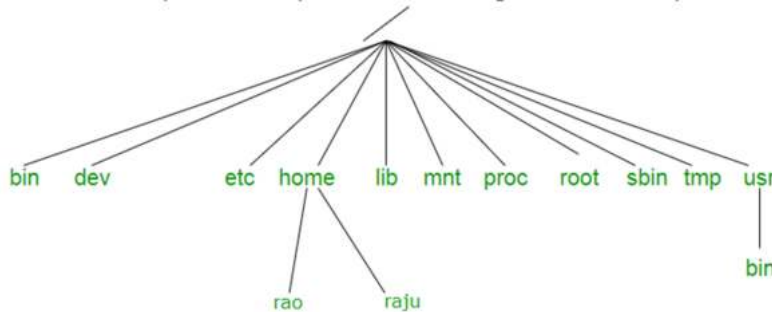 bin dev etc home lib mnt proc root sbin tmp usr
bin
rao raju